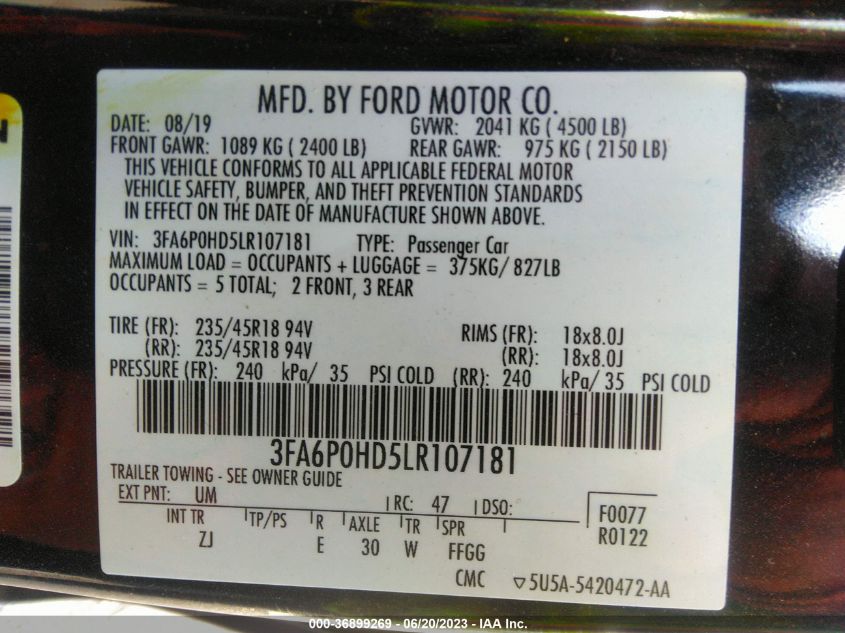 MFD. BY FORD MOTOR CO.
DATE: 08/19 GVWR: 2041 KG ( 4500 LB)
FRONT GAWR: 1089 KG ( 2400 LB) REAR GAWR: 975 KG ( 2150 LB)
THIS VEHICLE CONFORMS TO ALL APPLICABLE FEDERAL MOTOR
VEHICLE SAFETY, BUMPER, AND THEFT PREVENTION STANDARDS
IN EFFECT ON THE DATE OF MANUFACTURE SHOWN ABOVE.
VIN: 3FA6P0HD5LR107181 TYPE: Passenger Car
MAXIMUM LOAD = OCCUPANTS + LUGGAGE = 375KG/ 827LB
OCCUPANTS = 5 TOTAL; 2 FRONT, 3 REAR
TIRE (FR): 235/45R18 94V RIMS (FR): 18x8.0J
(RR): 235/45R18 94V (RR): 18x8.0J
PRESSURE (FR): 240 kPa/ 35 PSI COLD (RR): 240 kPa/ 35 PSI COLD
3FA6P0HD5LR107181
TRAILER TOWING - SEE OWNER GUIDE
EXT PNT: UM RC: 47 DSO: F0077
INT TR TP/PS R AXLE TR SPR R0122
ZJ E 30 W FFGG
CMC ▽5U5A-5420472-AA
000-36899269 - 06/20/2023 - IAA Inc.